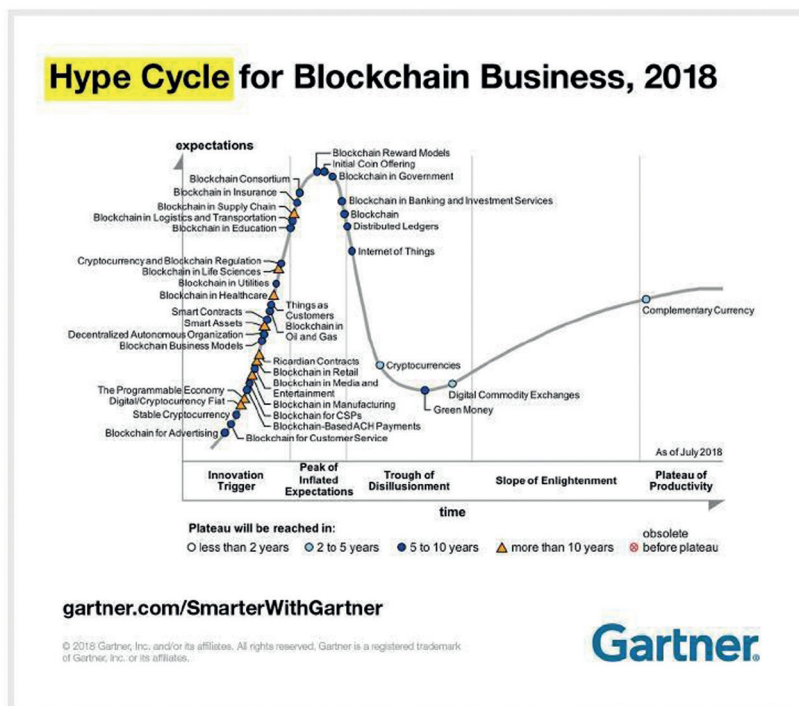 Hype Cycle for Blockchain Business, 2018
expectations
Blockchain Reward Models
Initial Coin Offering
Blockchain in Government
Blockchain Consortium
Blockchain in Insurance
Blockchain in Supply Chain
Blockchain in Logistics and Transportation
Blockchain in Education
Blockchain in Banking and Investment Services
Blockchain
Distributed Ledgers
Internet of Things
Cryptocurrency and Blockchain Regulation
Blockchain in Life Sciences
Blockchain in Utilities
Blockchain in Healthcare
Smart Contracts
Smart Assets
Decentralized Autonomous Organization
Blockchain Business Models
Things as
Customers
Blockchain in
Oil and Gas
Ricardian Contracts
Blockchain in Retail
Blockchain in Media and
Entertainment
Blockchain in Manufacturing
Blockchain for CSPs
Blockchain-Based ACH Payments
The Programmable Economy
Digital/Cryptocurrency Fiat
Stable Cryptocurrency
Blockchain for Advertising
Blockchain for Customer Service
Cryptocurrencies
Digital Commodity Exchanges
Green Money
Complementary Currency
As of July 2018
Innovation
Trigger
Peak of
Inflated
Expectations
Trough of
Disillusionment
Slope of Enlightenment
Plateau of
Productivity
time
Plateau will be reached in:
less than 2 years
2 to 5 years
5 to 10 years
more than 10 years
obsolete
before plateau
gartner.com/SmarterWithGartner
© 2018 Gartner, Inc. and/or its affiliates. All rights reserved. Gartner is a registered trademark
of Gartner, Inc. or its affiliates.
Gartner®